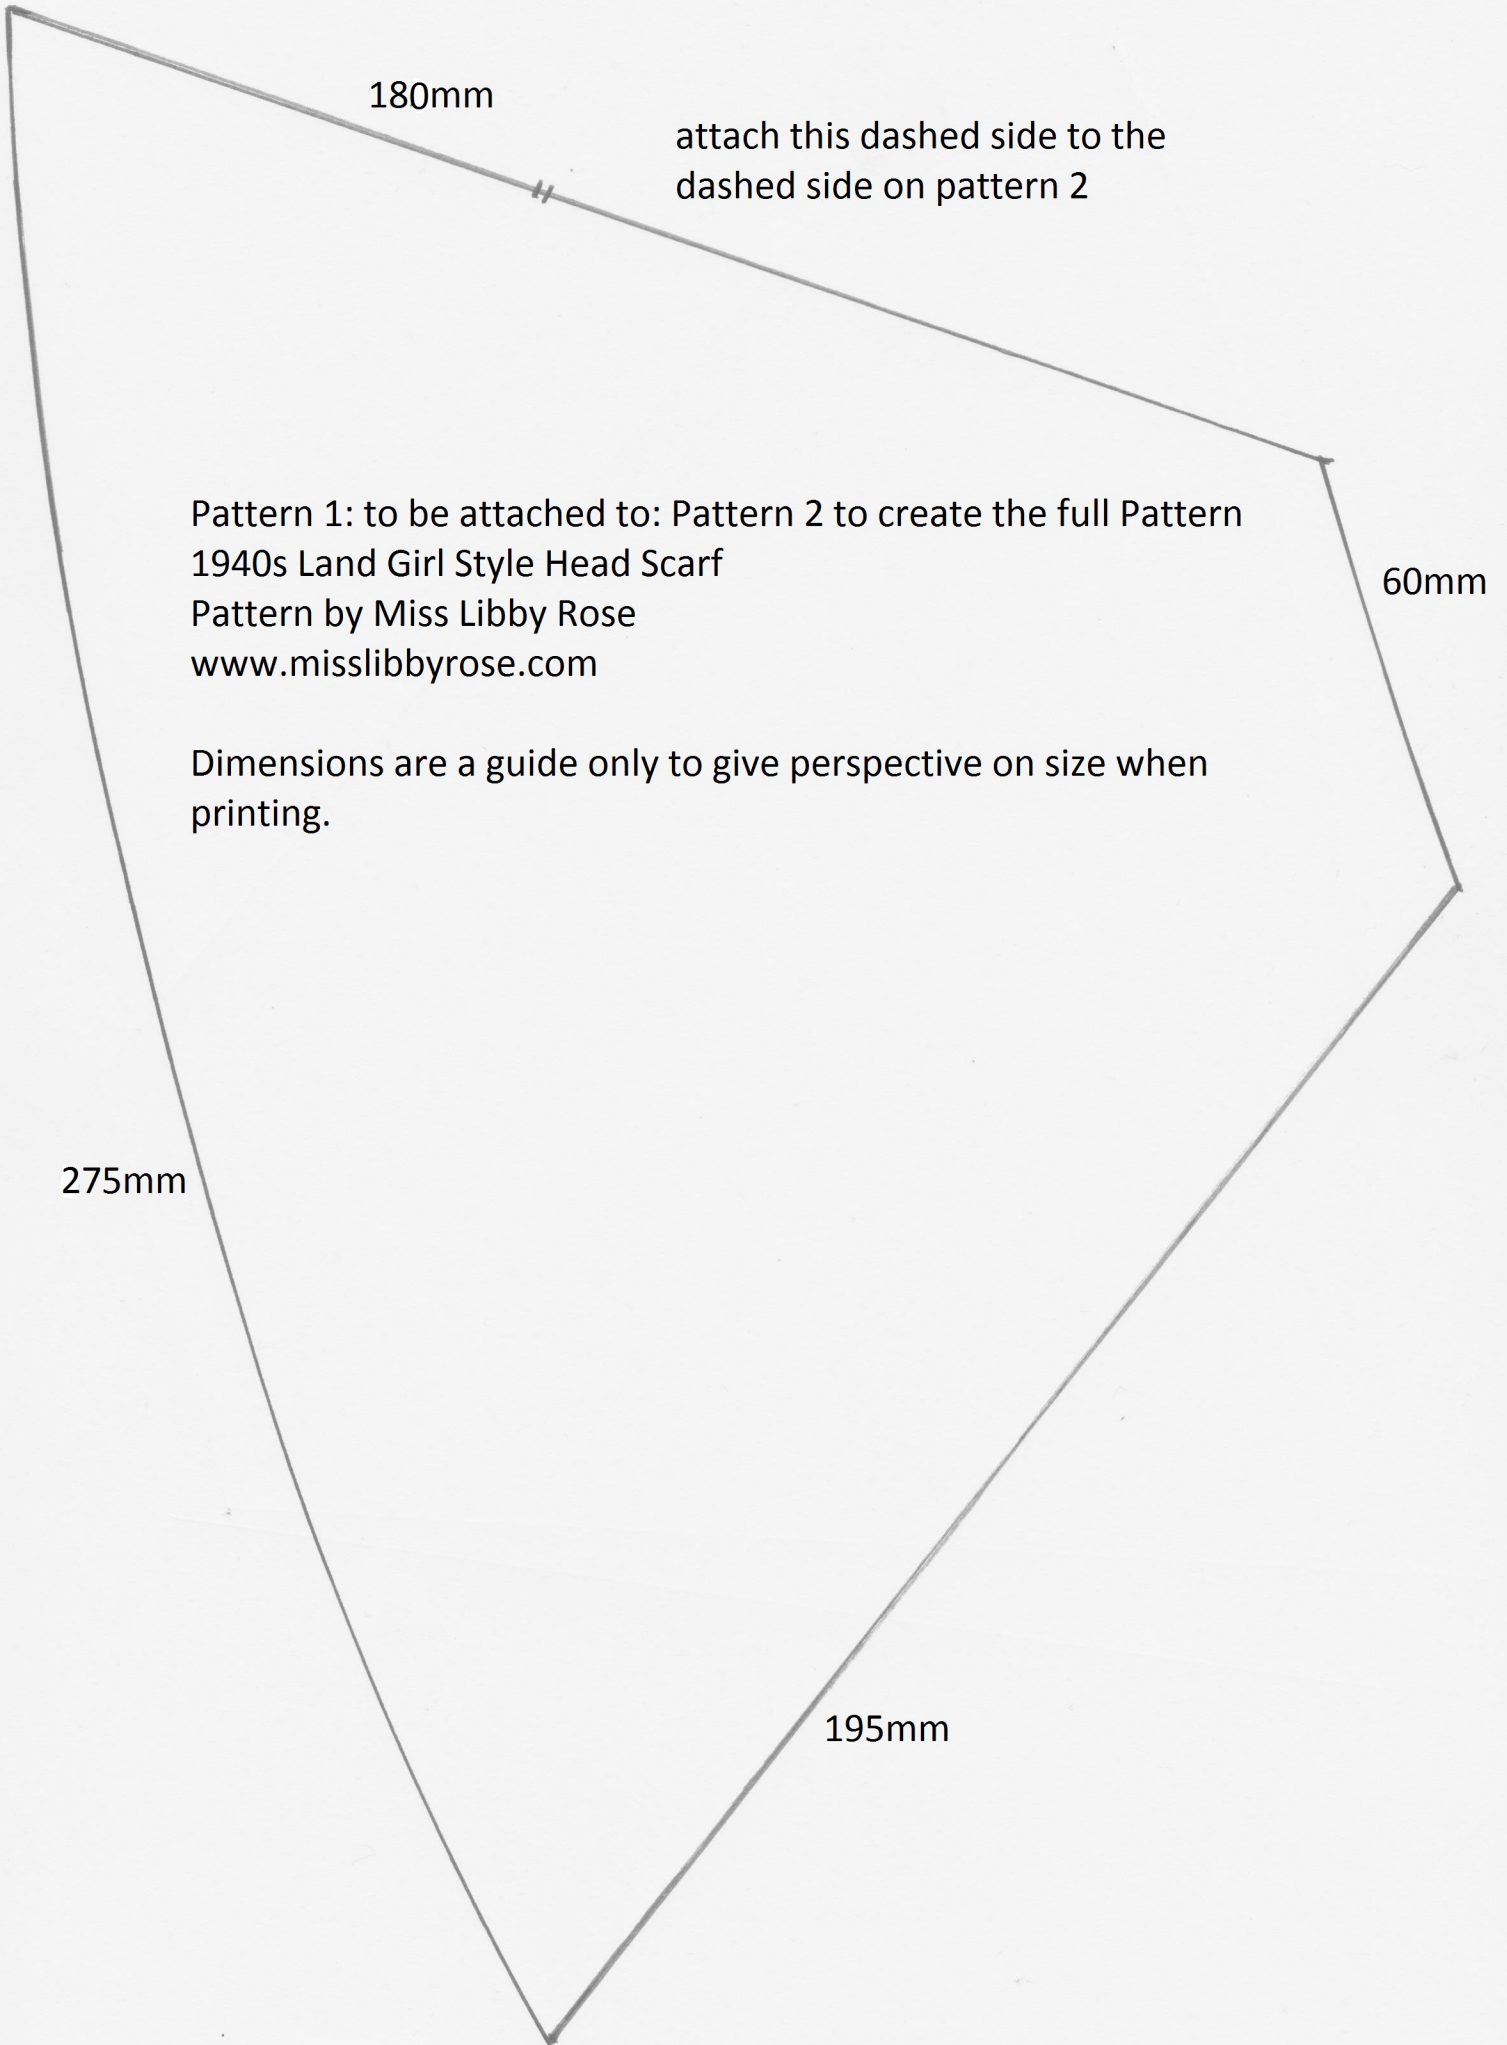 180mm
attach this dashed side to the
dashed side on pattern 2
Pattern 1: to be attached to: Pattern 2 to create the full Pattern
1940s Land Girl Style Head Scarf
60mm
Pattern by Miss Libby Rose
www.misslibbyrose.com
Dimensions are a guide only to give perspective on size when
printing.
275mm
195mm